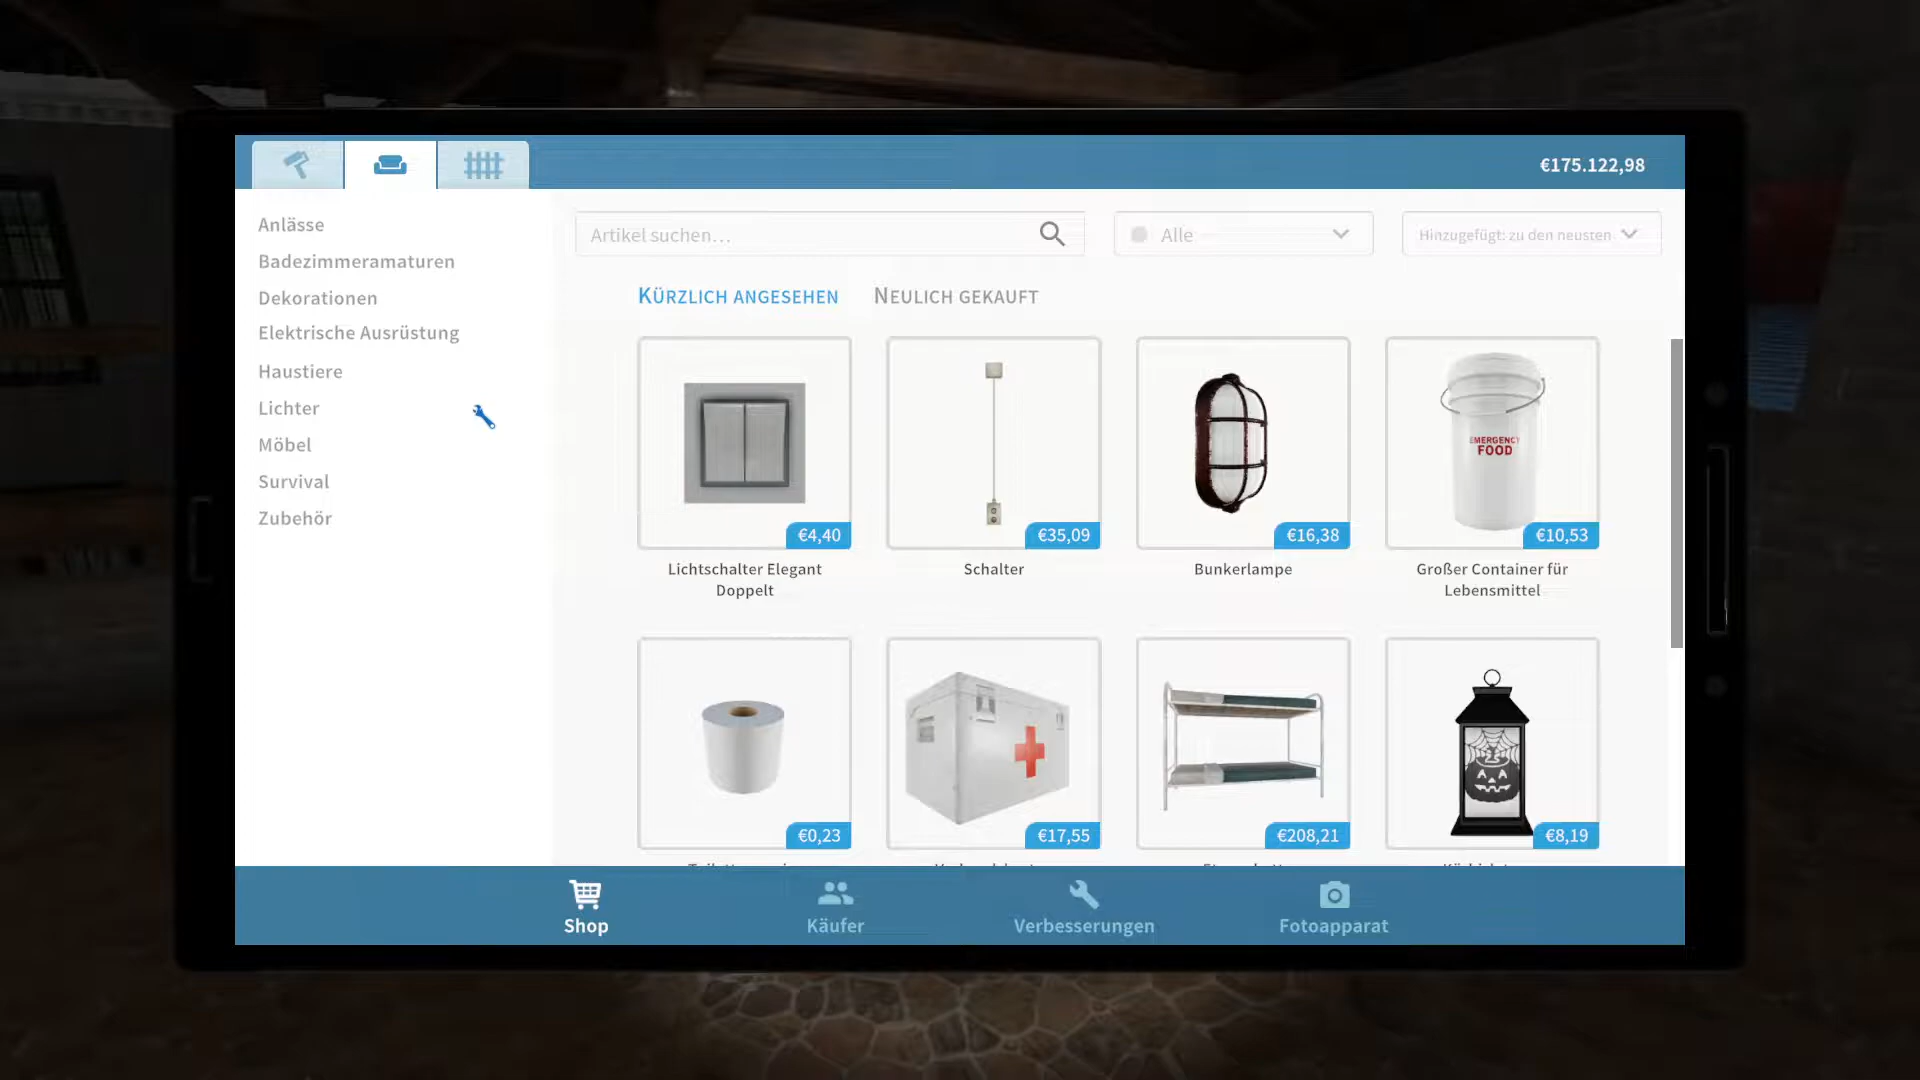 €175.122,98
Anlässe
Badezimmeramaturen
Dekorationen
Elektrische Ausrüstung
Haustiere
Lichter
Möbel
Survival
Zubehör
Artikel suchen...
Alle
Hinzugefügt: zu den neusten
KÜRZLICH ANGESEHEN
NEULICH GEKAUFT
€4,40
€35,09
€16,38
EMERGENCY
FOOD
€10,53
Lichtschalter Elegant
Doppelt
Schalter
Bunkerlampe
Großer Container für
Lebensmittel
€0,23
€17,55
€208,21
€8,19
Shop
Käufer
Verbesserungen
Fotoapparat